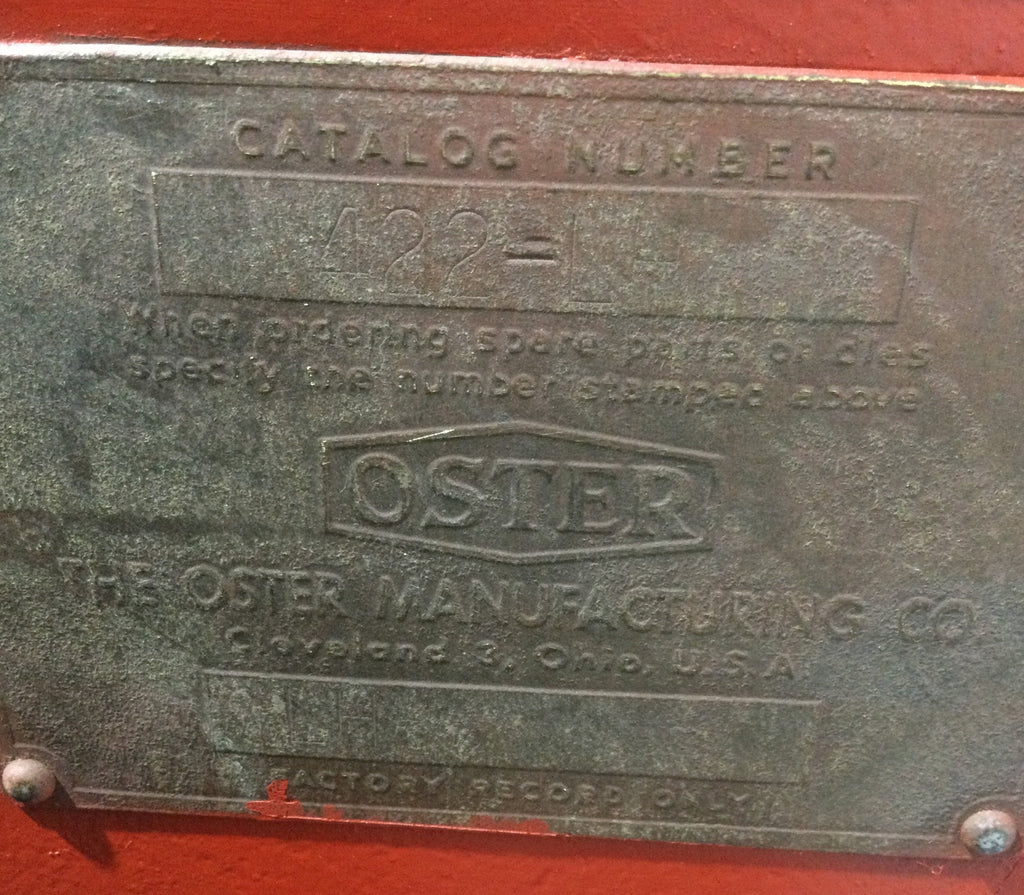 CATALOG NUMBER
422-LH
When ordering spare parts or dies
specify the number stamped above
OSTER
THE OSTER MANUFACTURING CO
Cleveland 3, Ohio, U.S.A
FACTORY RECORD ONLY